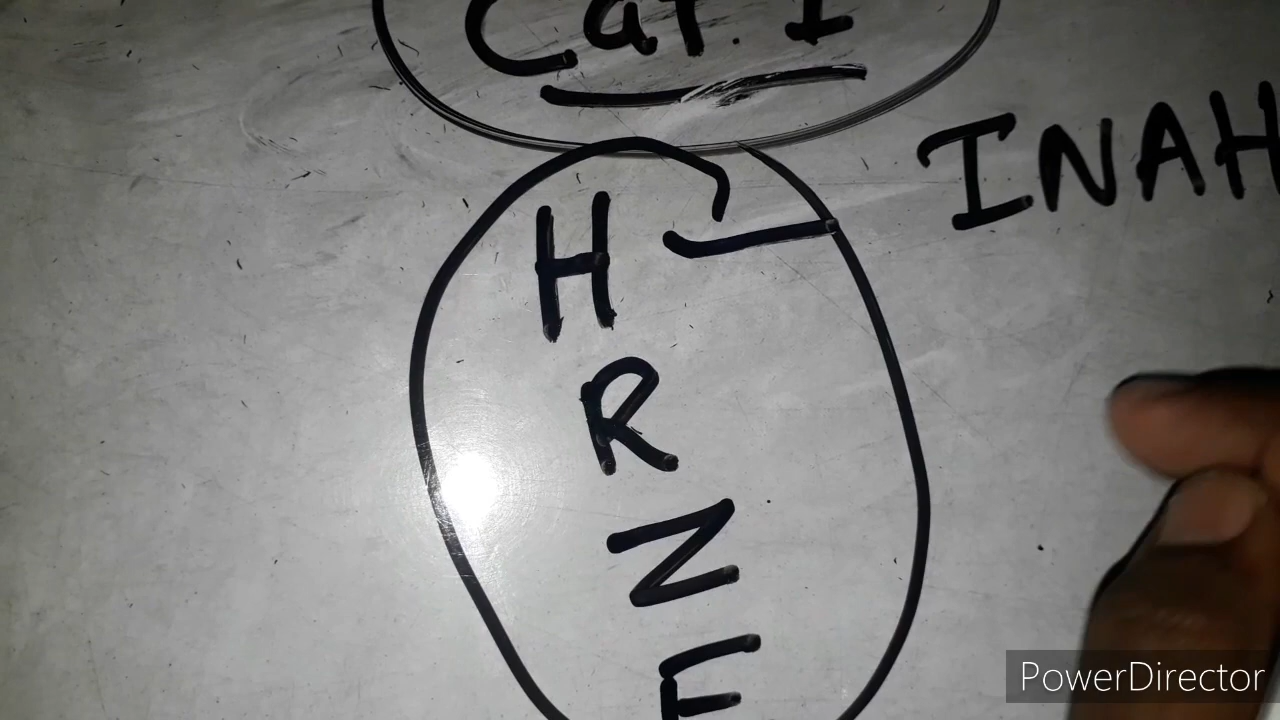 Cat. I
H INAH
R
Z
E
PowerDirector